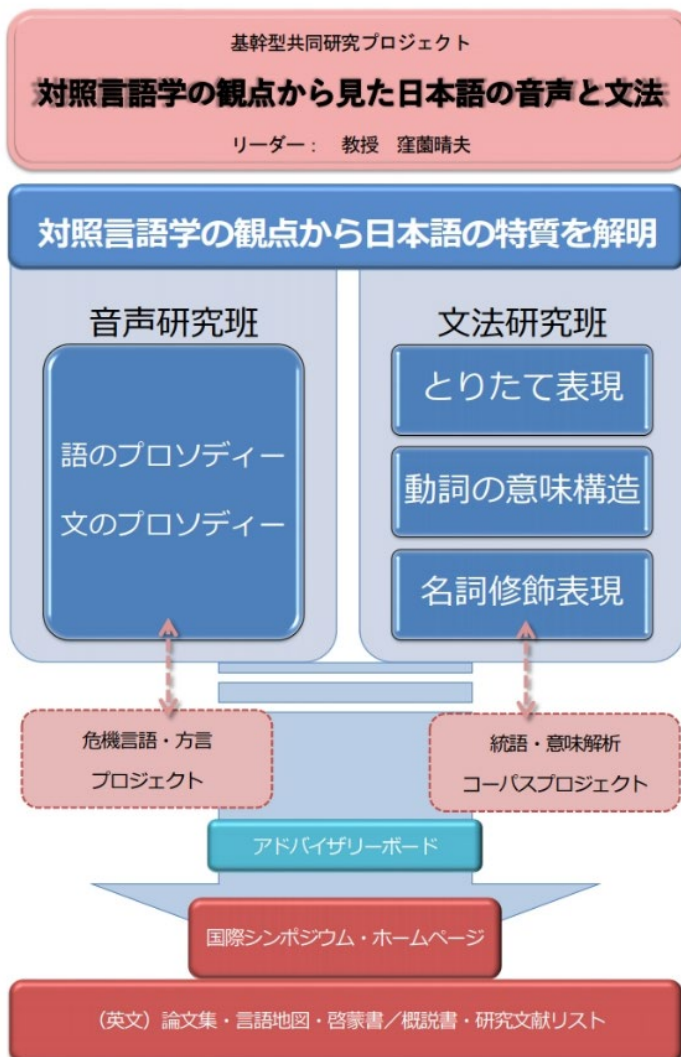 基幹型共同研究プロジェクト
対照言語学の観点から見た日本語の音声と文法
リーダー： 教授 窪薗晴夫
対照言語学の観点から日本語の特質を解明
音声研究班
語のプロソディー
文のプロソディー
文法研究班
とりたて表現
動詞の意味構造
名詞修飾表現
危機言語・方言
プロジェクト
統語・意味解析
コーパスプロジェクト
アドバイザリーボード
国際シンポジウム・ホームページ
（英文）論文集・言語地図・啓蒙書／概説書・研究文献リスト